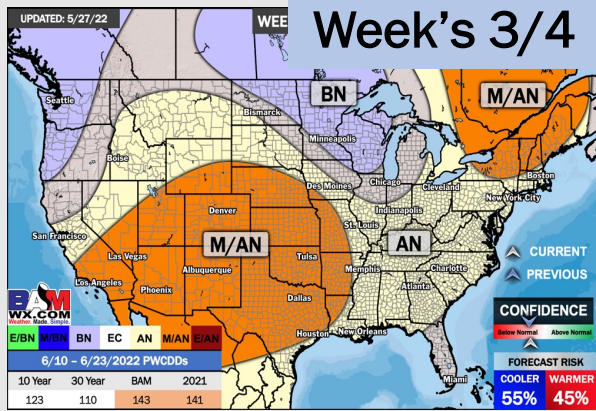 UPDATED: 5/27/22
WEE
Week's 3/4
BN
M/AN
Seattle
Bismarck
Minneapolis
Boise
Boston
Des Moines
Chicago
Cleveland
New York City
Denver
Indianapolis
San Francisco
St. Louis
M/AN
AN
Las Vegas
Tulsa
CURRENT
Albuquerque
Memphis
Charlotte
PREVIOUS
Los Angeles
Phoenix
Atlanta
Dallas
BAM
WX.COM
Weather. Made. Simple.
CONFIDENCE
Below Normal
Above Normal
Houston
New Orleans
E/BN M/BN BN EC AN M/AN E/AN
6/10 – 6/23/2022 PWCDDs
FORECAST RISK
Miami
COOLER
WARMER
10 Year 30 Year BAM 2021
55%
45%
123 110 143 141